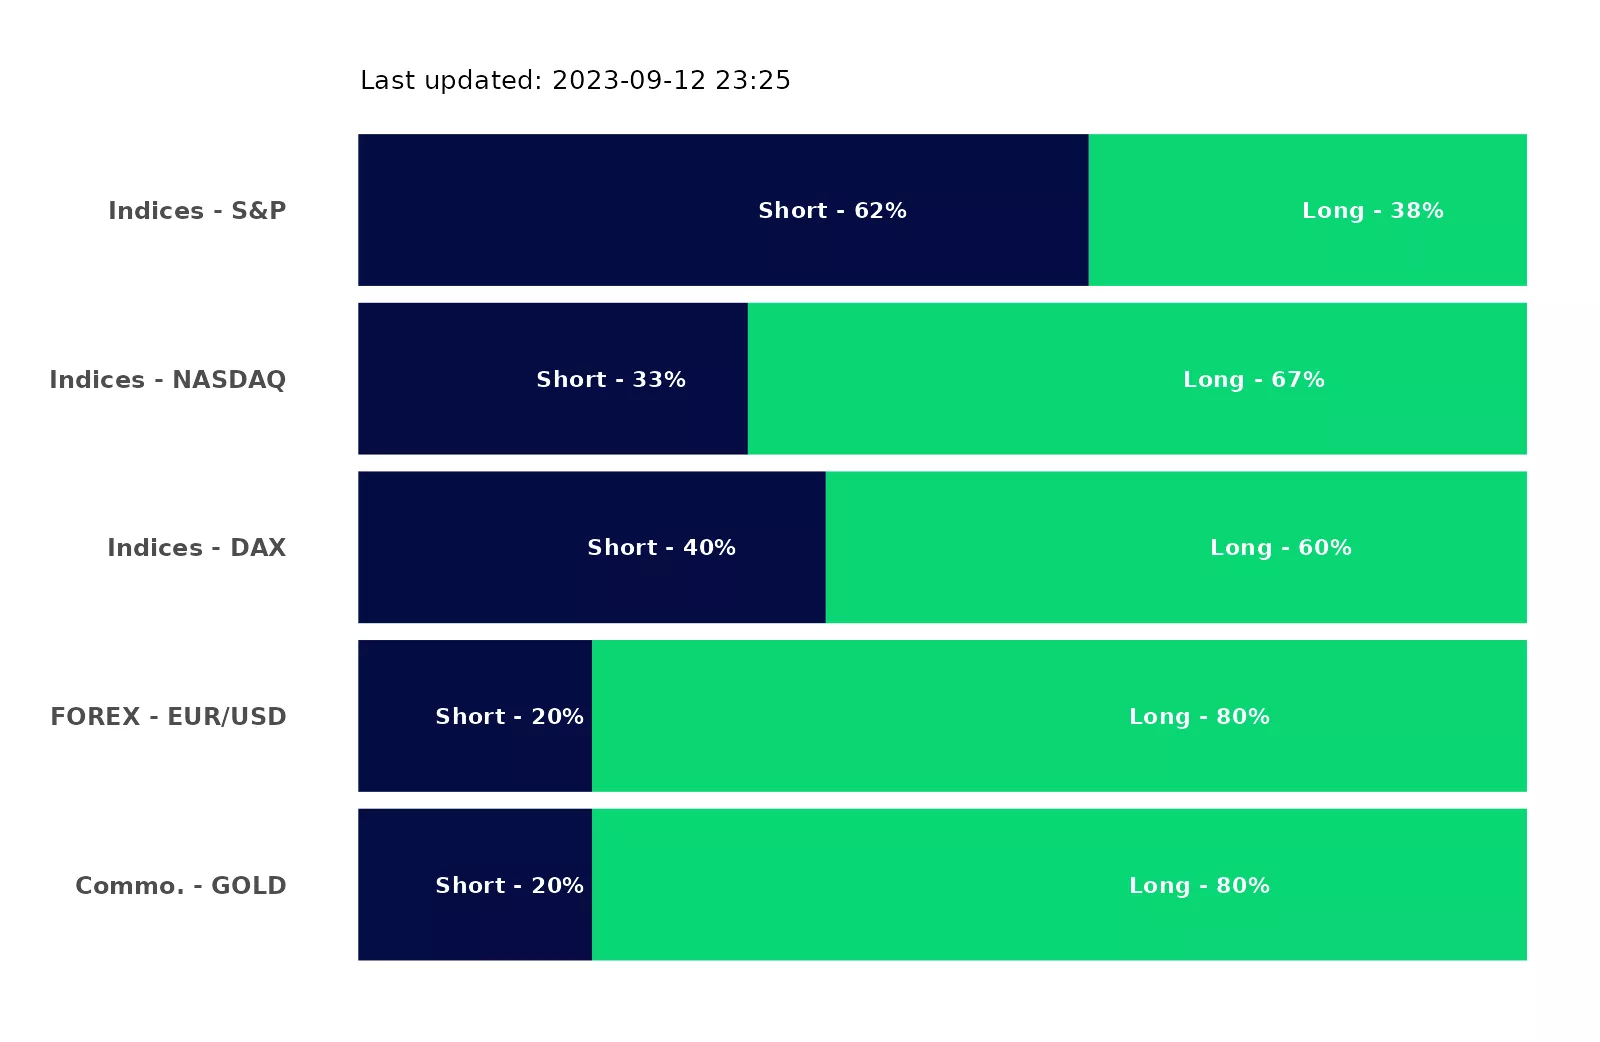 Last updated: 2023-09-12 23:25
Indices - S&P Short - 62% Long - 38%
Indices - NASDAQ Short - 33% Long - 67%
Indices - DAX Short - 40% Long - 60%
FOREX - EUR/USD Short - 20% Long - 80%
Commo. - GOLD Short - 20% Long - 80%